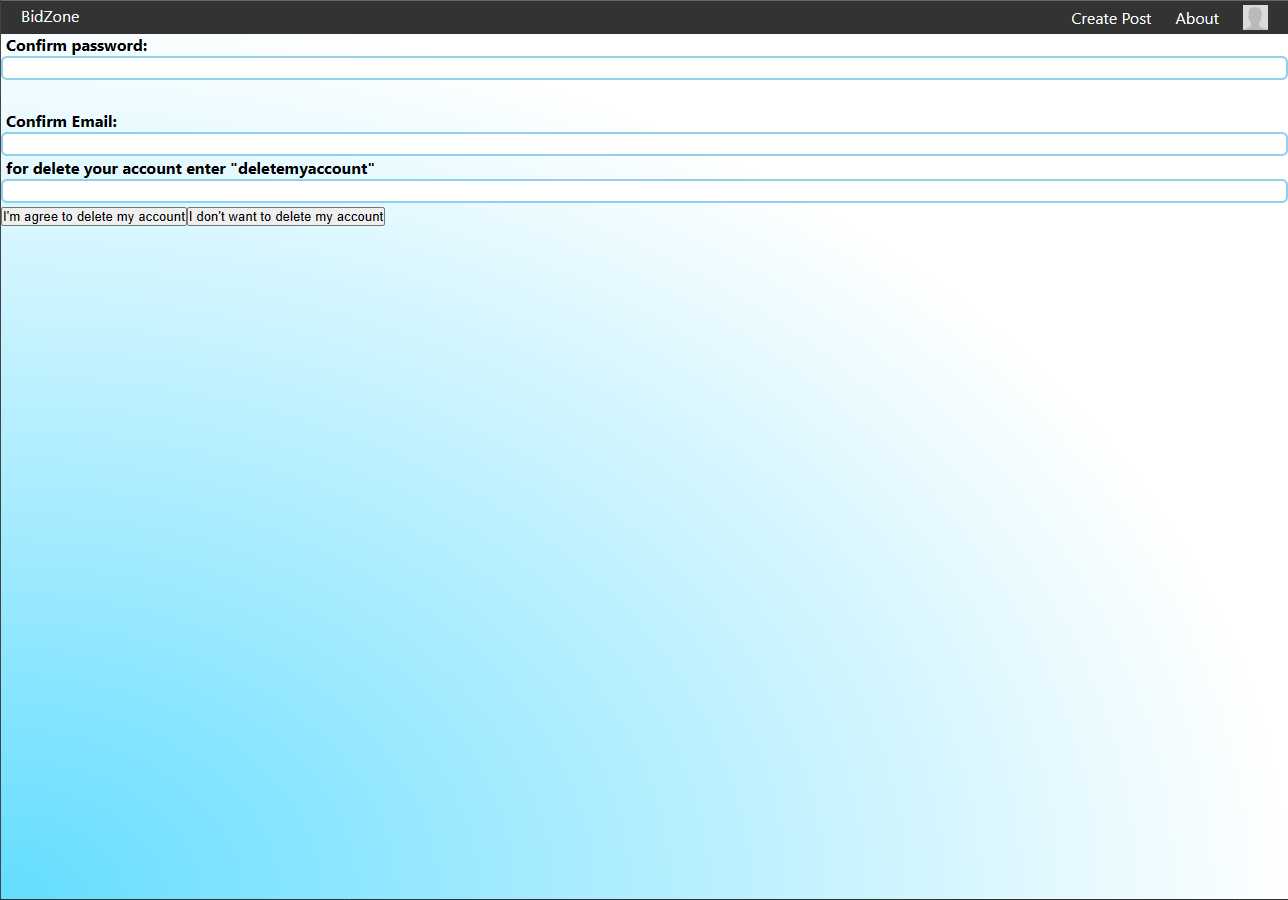 BidZone
Create Post About
Confirm password:
Confirm Email:
for delete your account enter "deletemyaccount"
I'm agree to delete my account I don't want to delete my account